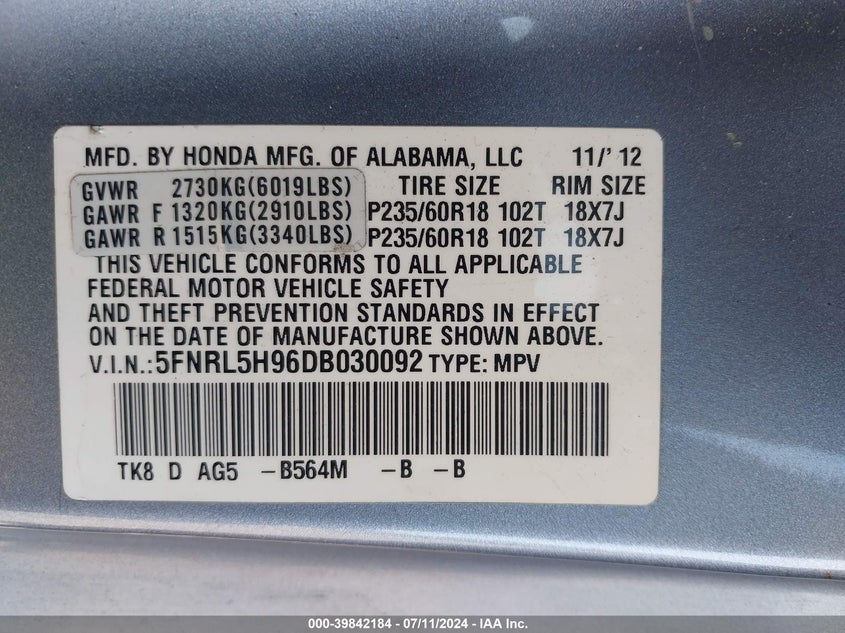 MFD. BY HONDA MFG. OF ALABAMA, LLC 11/' 12
GVWR 2730KG(6019LBS) TIRE SIZE RIM SIZE
GAWR F 1320KG(2910LBS) P235/60R18 102T 18X7J
GAWR R 1515KG(3340LBS) P235/60R18 102T 18X7J
THIS VEHICLE CONFORMS TO ALL APPLICABLE
FEDERAL MOTOR VEHICLE SAFETY
AND THEFT PREVENTION STANDARDS IN EFFECT
ON THE DATE OF MANUFACTURE SHOWN ABOVE.
V.I.N.:5FNRL5H96DB030092 TYPE: MPV
TK8 D AG5 -B564M -B -B
000-39842184 - 07/11/2024 - IAA Inc.